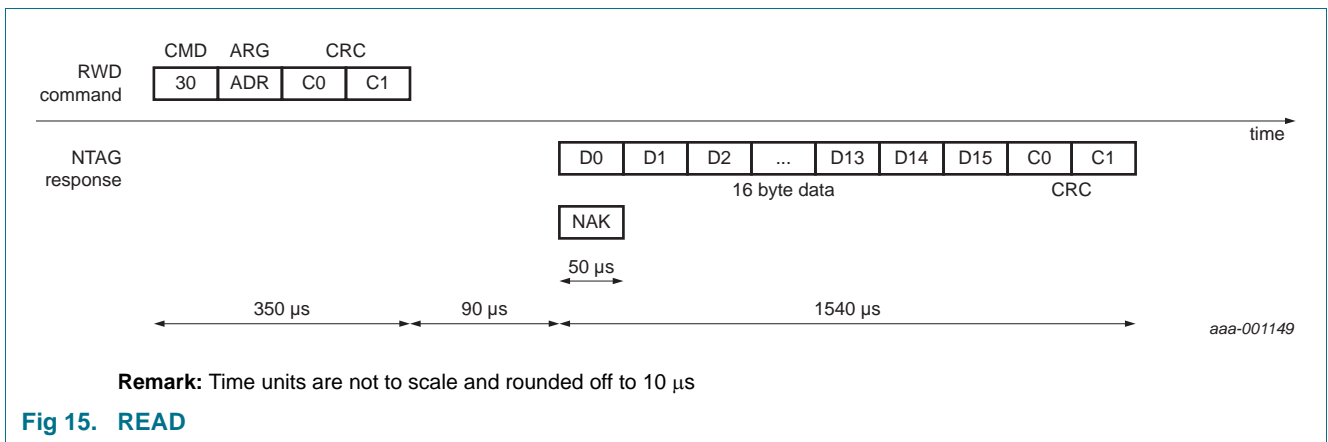 CMD ARG CRC
RWD command 30 ADR C0 C1
time
NTAG response D0 D1 D2 ... D13 D14 D15 C0 C1
16 byte data CRC
NAK
50 µs
350 µs 90 µs 1540 µs
aaa-001149
Remark: Time units are not to scale and rounded off to 10 µs
Fig 15. READ